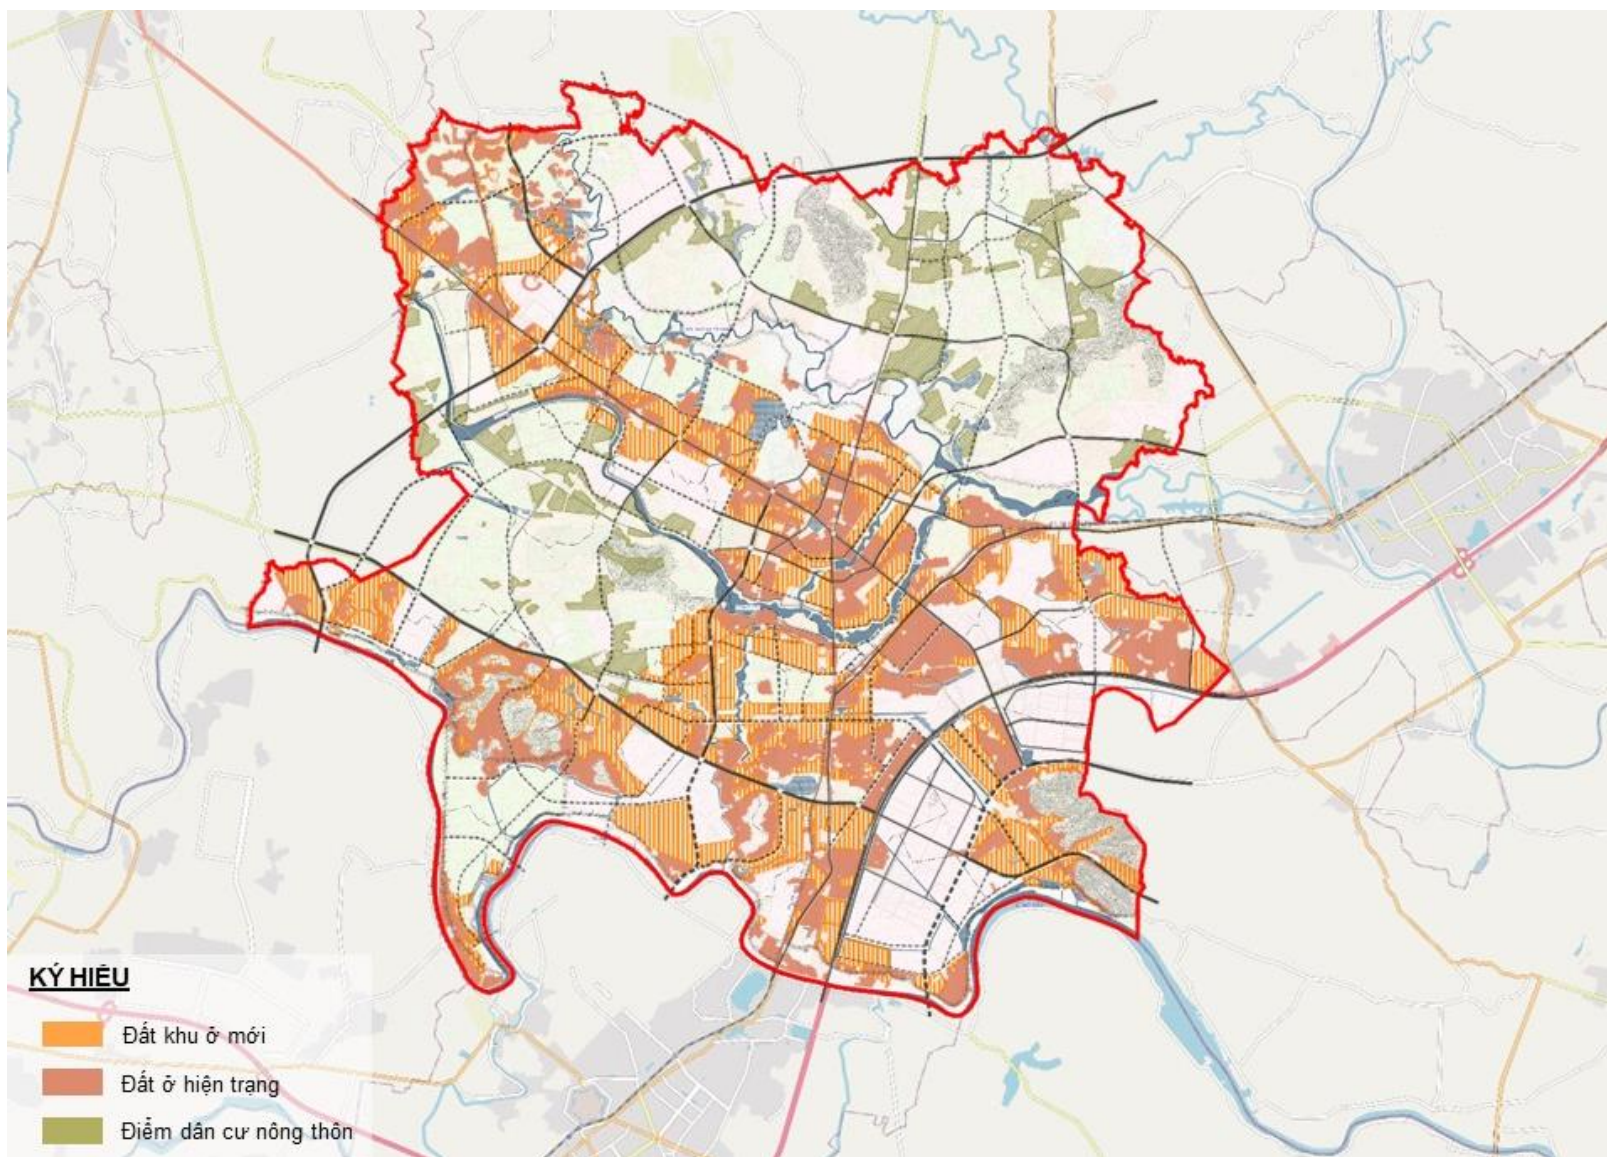 KÝ HIỆU
Đất khu ở mới
Đất ở hiện trạng
Điểm dân cư nông thôn